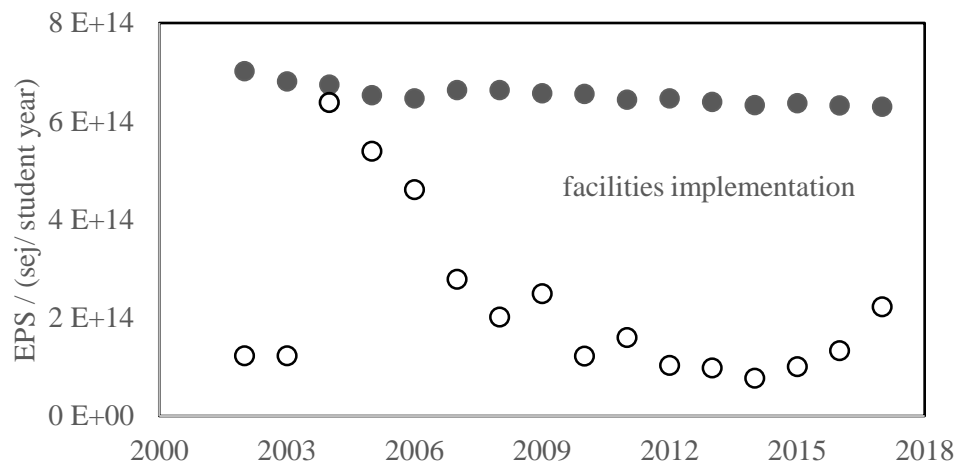 8 E+14
6 E+14
4 E+14
2 E+14
0 E+00
EPS / (sej/ student year)
facilities implementation
2000 2003 2006 2009 2012 2015 2018